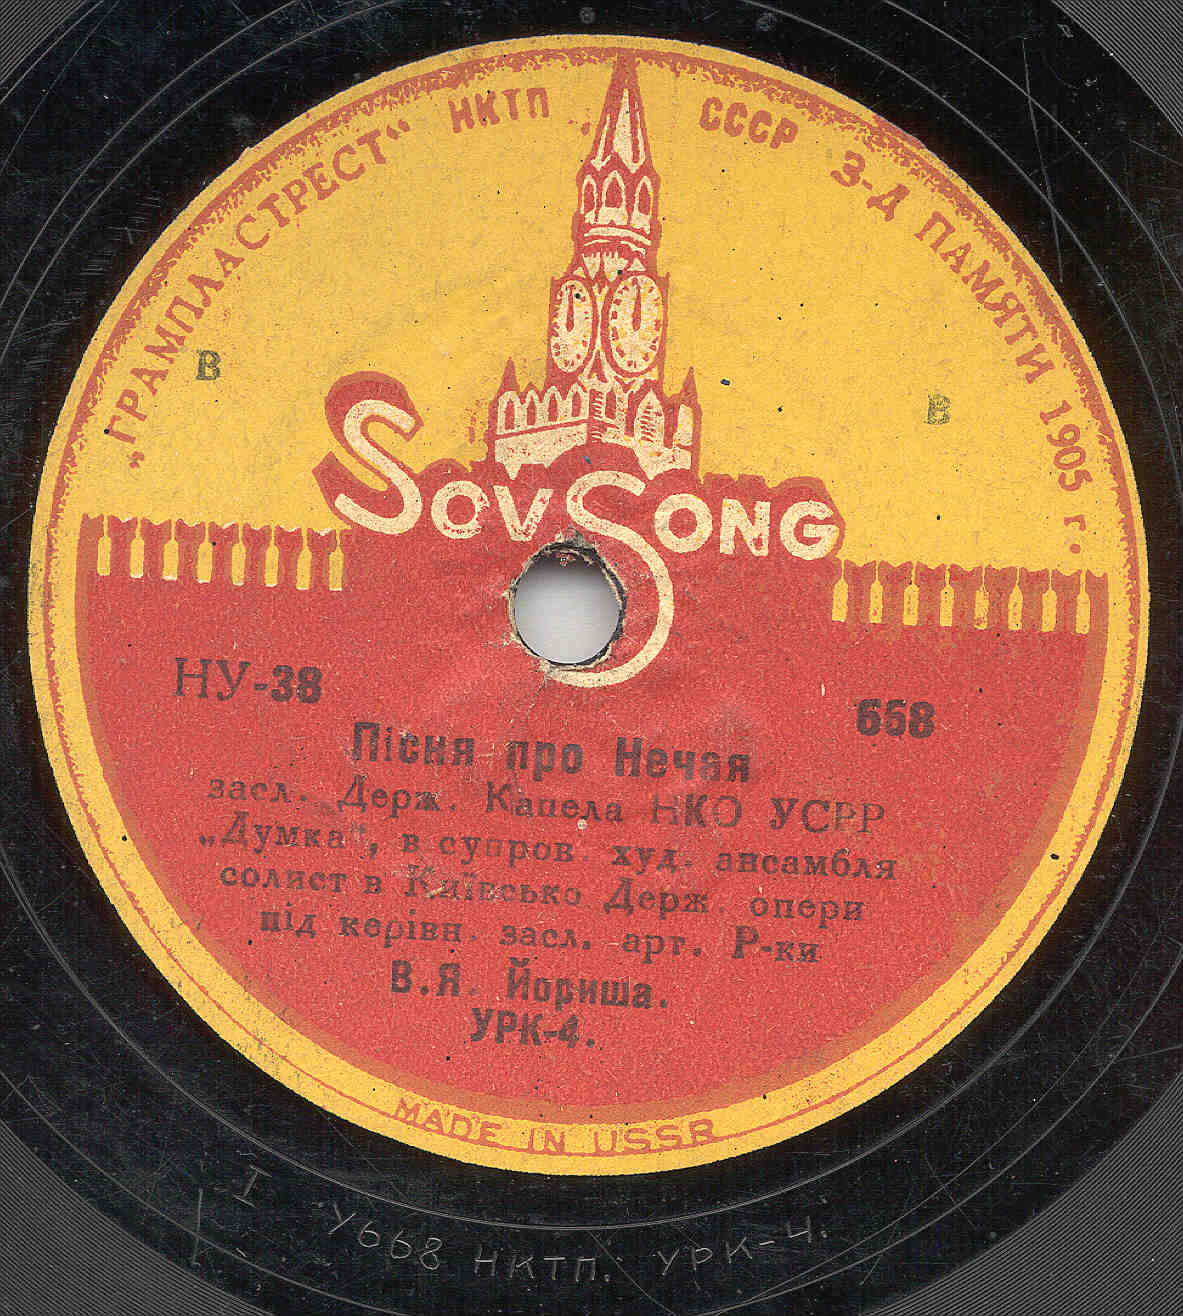 „ГРАМПЛАСТРЕСТ“ НКТП СССР З-Д ПАМЯТИ 1905 г.
В В
SOVSONG
НУ-38 658
Пісня про Нечая
засл. Держ. Капела НКО УСРР
„Думка", в супров. худ. ансамбля
солист в Київсько Держ. опери
під керівн. засл. арт. Р-ки
В.Я. Йориша.
УРК-4.
MADE IN USSR
I
У668 НКТП. УРК-4.